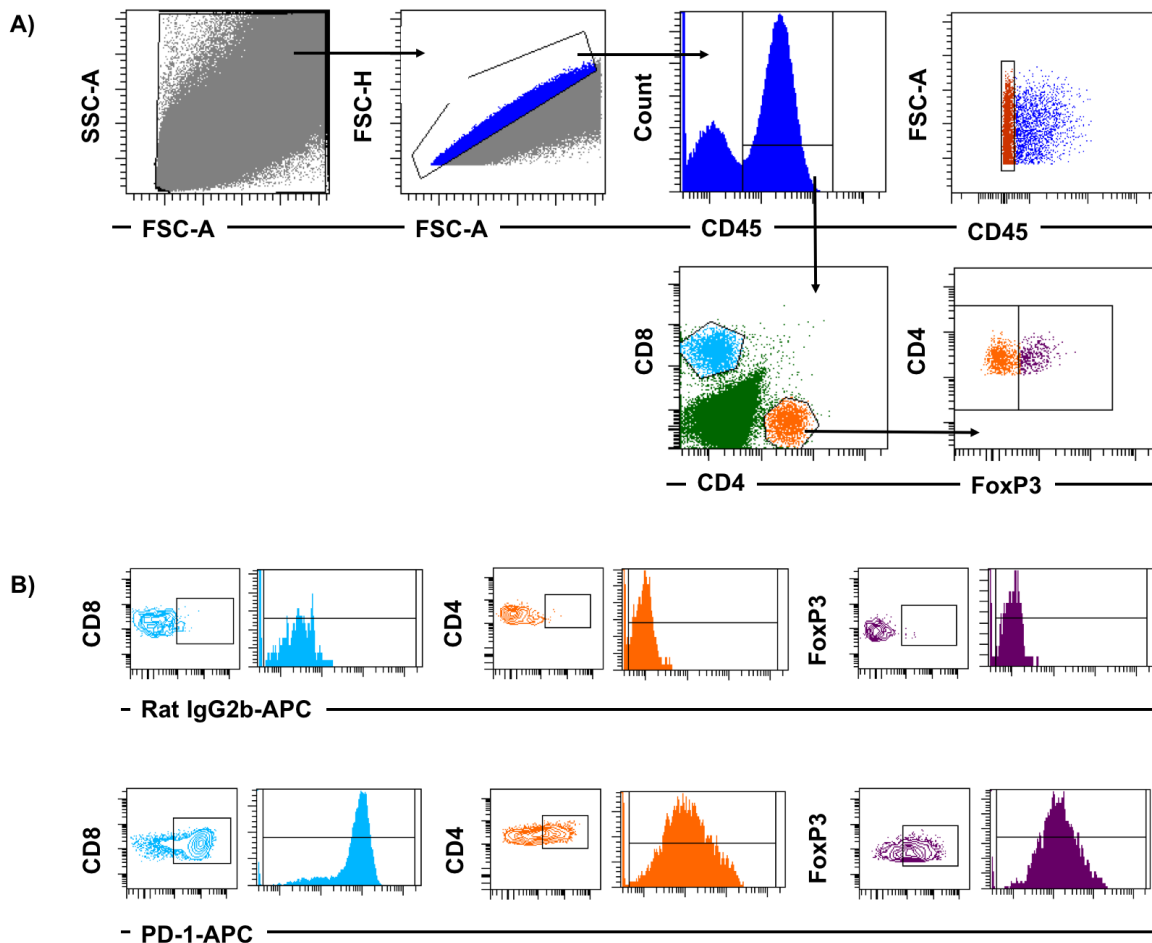 A)
SSC-A
FSC-H
Count
FSC-A
FSC-A
FSC-A
CD45
CD45
CD8
CD4
CD4
FoxP3
B)
CD8
CD4
FoxP3
Rat IgG2b-APC
CD8
CD4
FoxP3
PD-1-APC